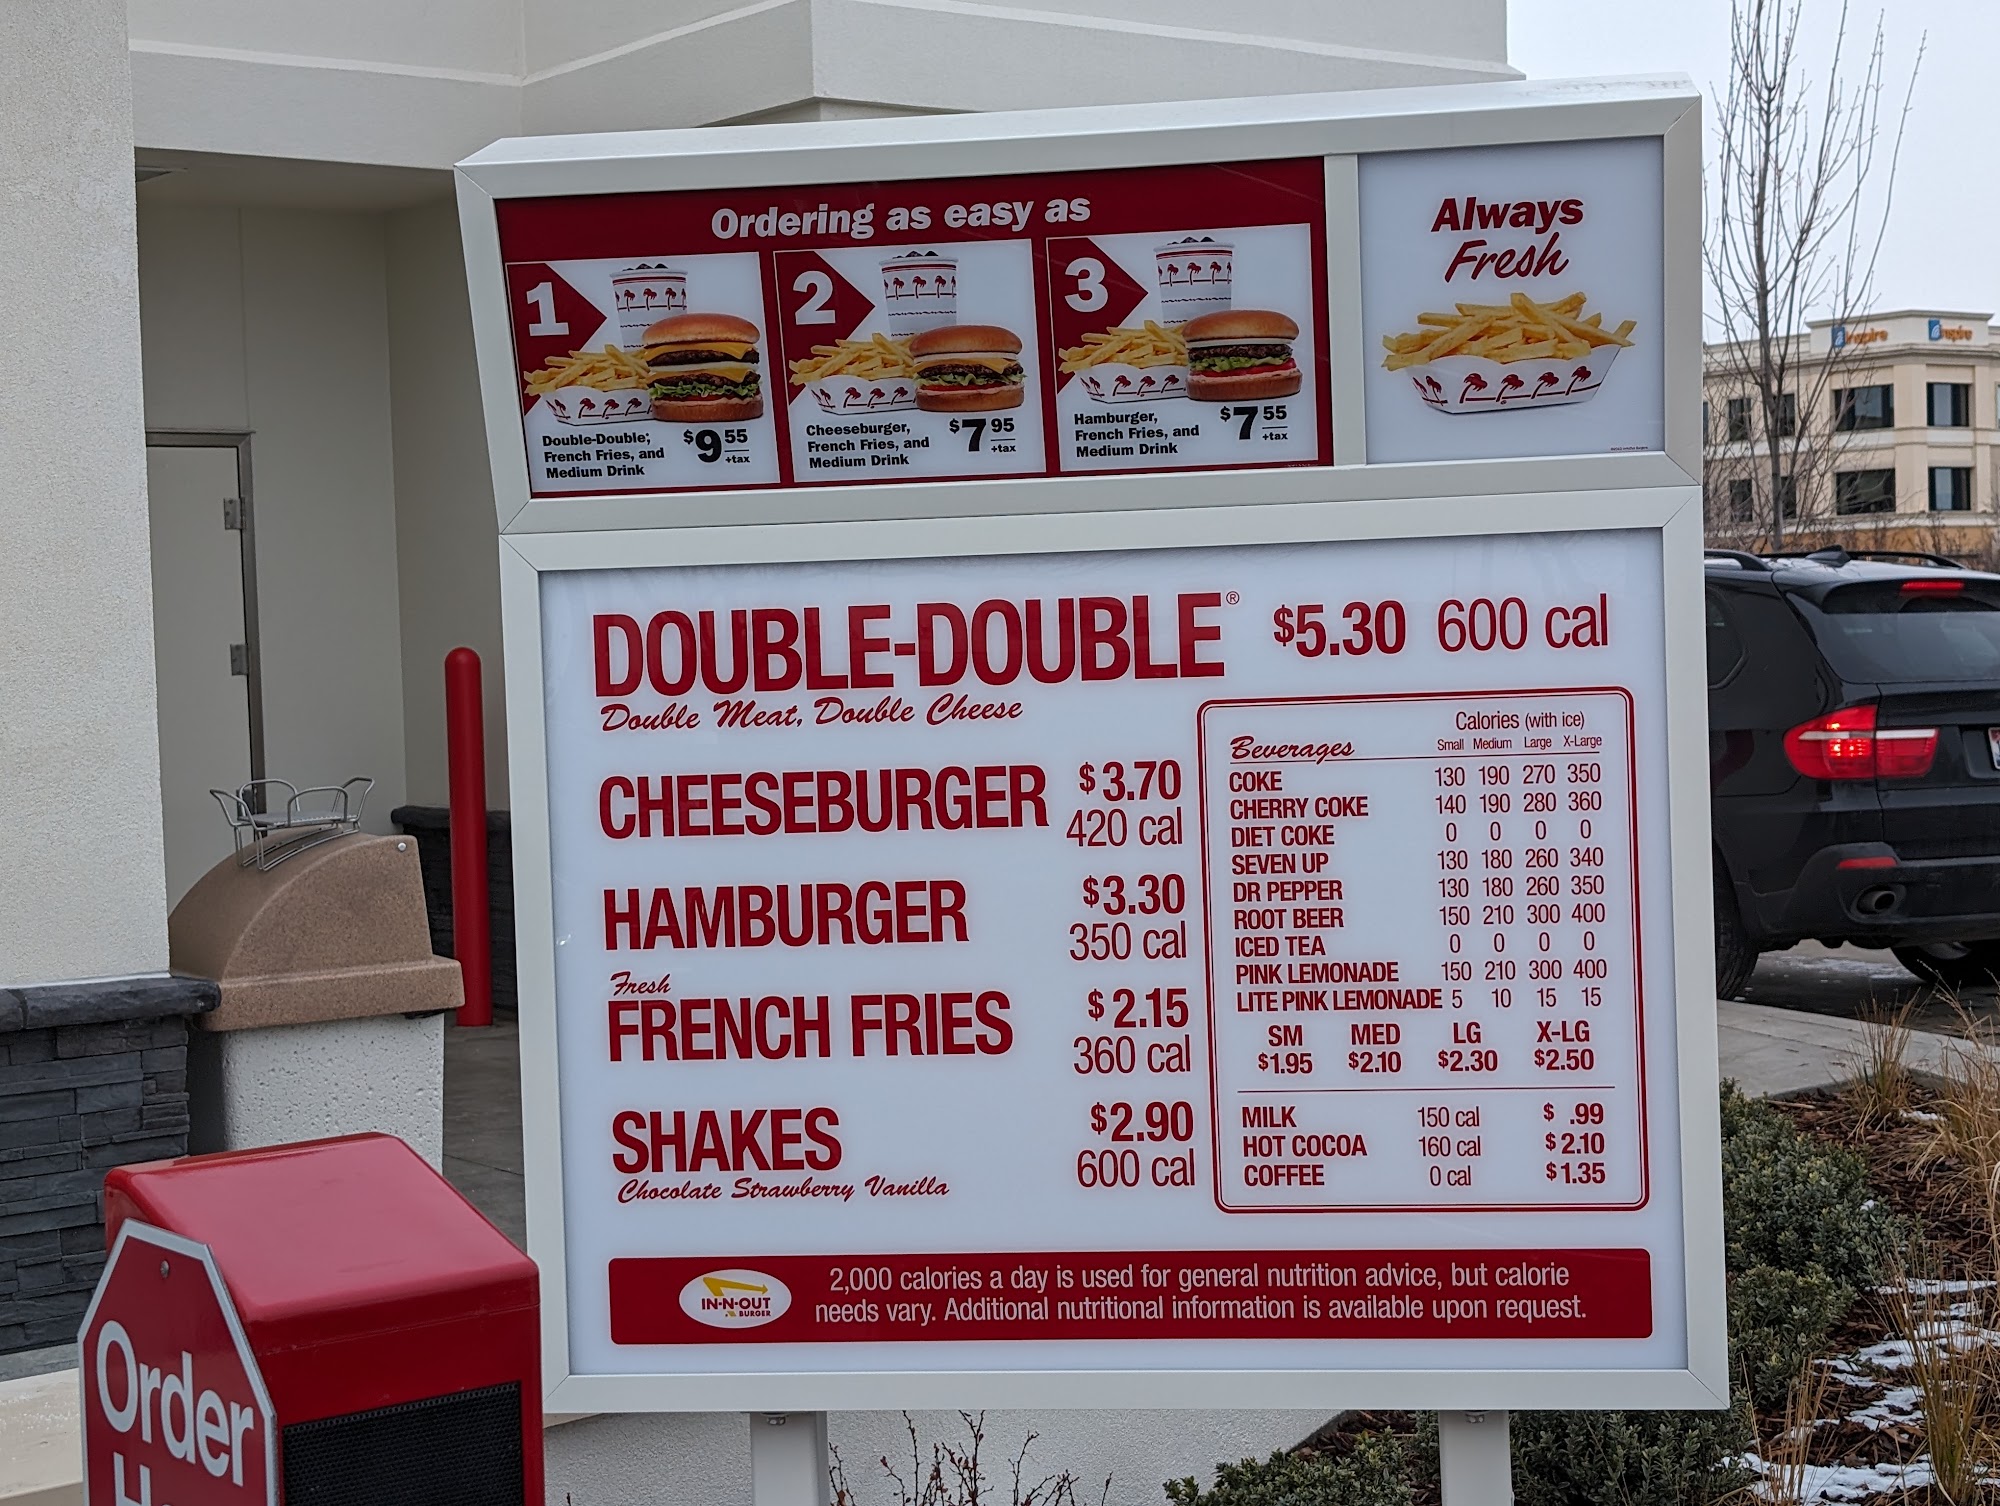 Ordering as easy as
1
Double-Double,
French Fries, and
Medium Drink
$9 55
+tax
2
Cheeseburger,
French Fries, and
Medium Drink
$7 95
+tax
3
Hamburger,
French Fries, and
Medium Drink
$7 55
+tax
Always
Fresh
DOUBLE-DOUBLE® $5.30 600 cal
Double Meat, Double Cheese
CHEESEBURGER $3.70
420 cal
HAMBURGER $3.30
350 cal
Fresh
FRENCH FRIES $2.15
360 cal
SHAKES $2.90
600 cal
Chocolate Strawberry Vanilla
Calories (with ice)
Beverages Small Medium Large X-Large
COKE 130 190 270 350
CHERRY COKE 140 190 280 360
DIET COKE 0 0 0 0
SEVEN UP 130 180 260 340
DR PEPPER 130 180 260 350
ROOT BEER 150 210 300 400
ICED TEA 0 0 0 0
PINK LEMONADE 150 210 300 400
LITE PINK LEMONADE 5 10 15 15
SM MED LG X-LG
$1.95 $2.10 $2.30 $2.50
MILK 150 cal $ .99
HOT COCOA 160 cal $2.10
COFFEE 0 cal $1.35
IN-N-OUT
BURGER
2,000 calories a day is used for general nutrition advice, but calorie
needs vary. Additional nutritional information is available upon request.
Order